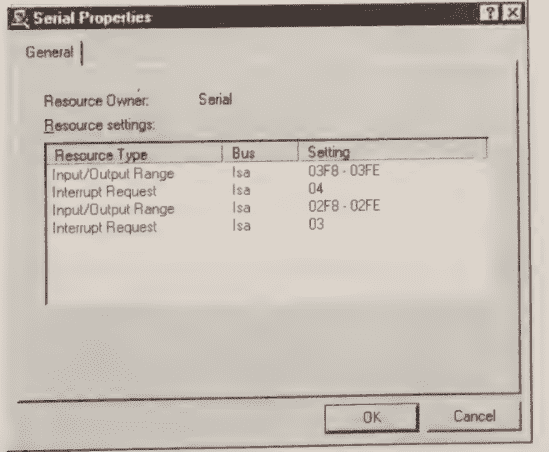 Serial Properties
General
Resource Owner: Serial
Resource settings:
Resource Type Bus Setting
Input/Output Range Isa 03F8 - 03FE
Interrupt Request Isa 04
Input/Output Range Isa 02F8 - 02FE
Interrupt Request Isa 03
OK Cancel